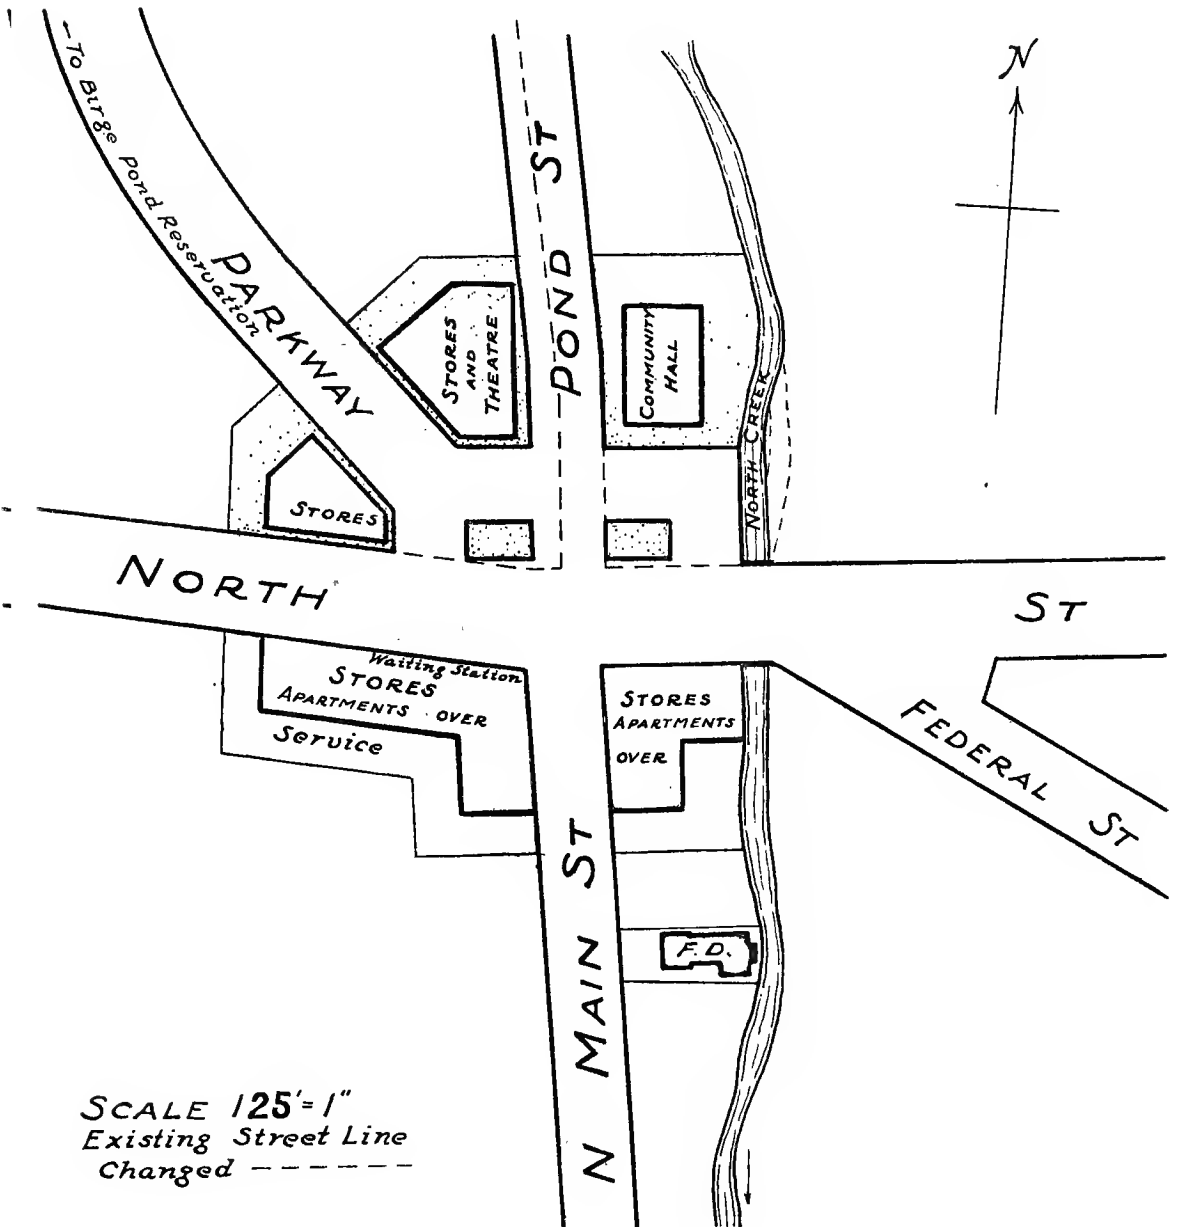 N
← To Birge Pond Reservation
PARKWAY
POND ST
STORES
AND
THEATRE
COMMUNITY
HALL
NORTH CREEK
STORES
NORTH ST
Waiting Station
STORES
APARTMENTS OVER
Service
STORES
APARTMENTS
OVER
FEDERAL ST
N MAIN ST
F.D.
SCALE 125'=1"
Existing Street Line
Changed ------